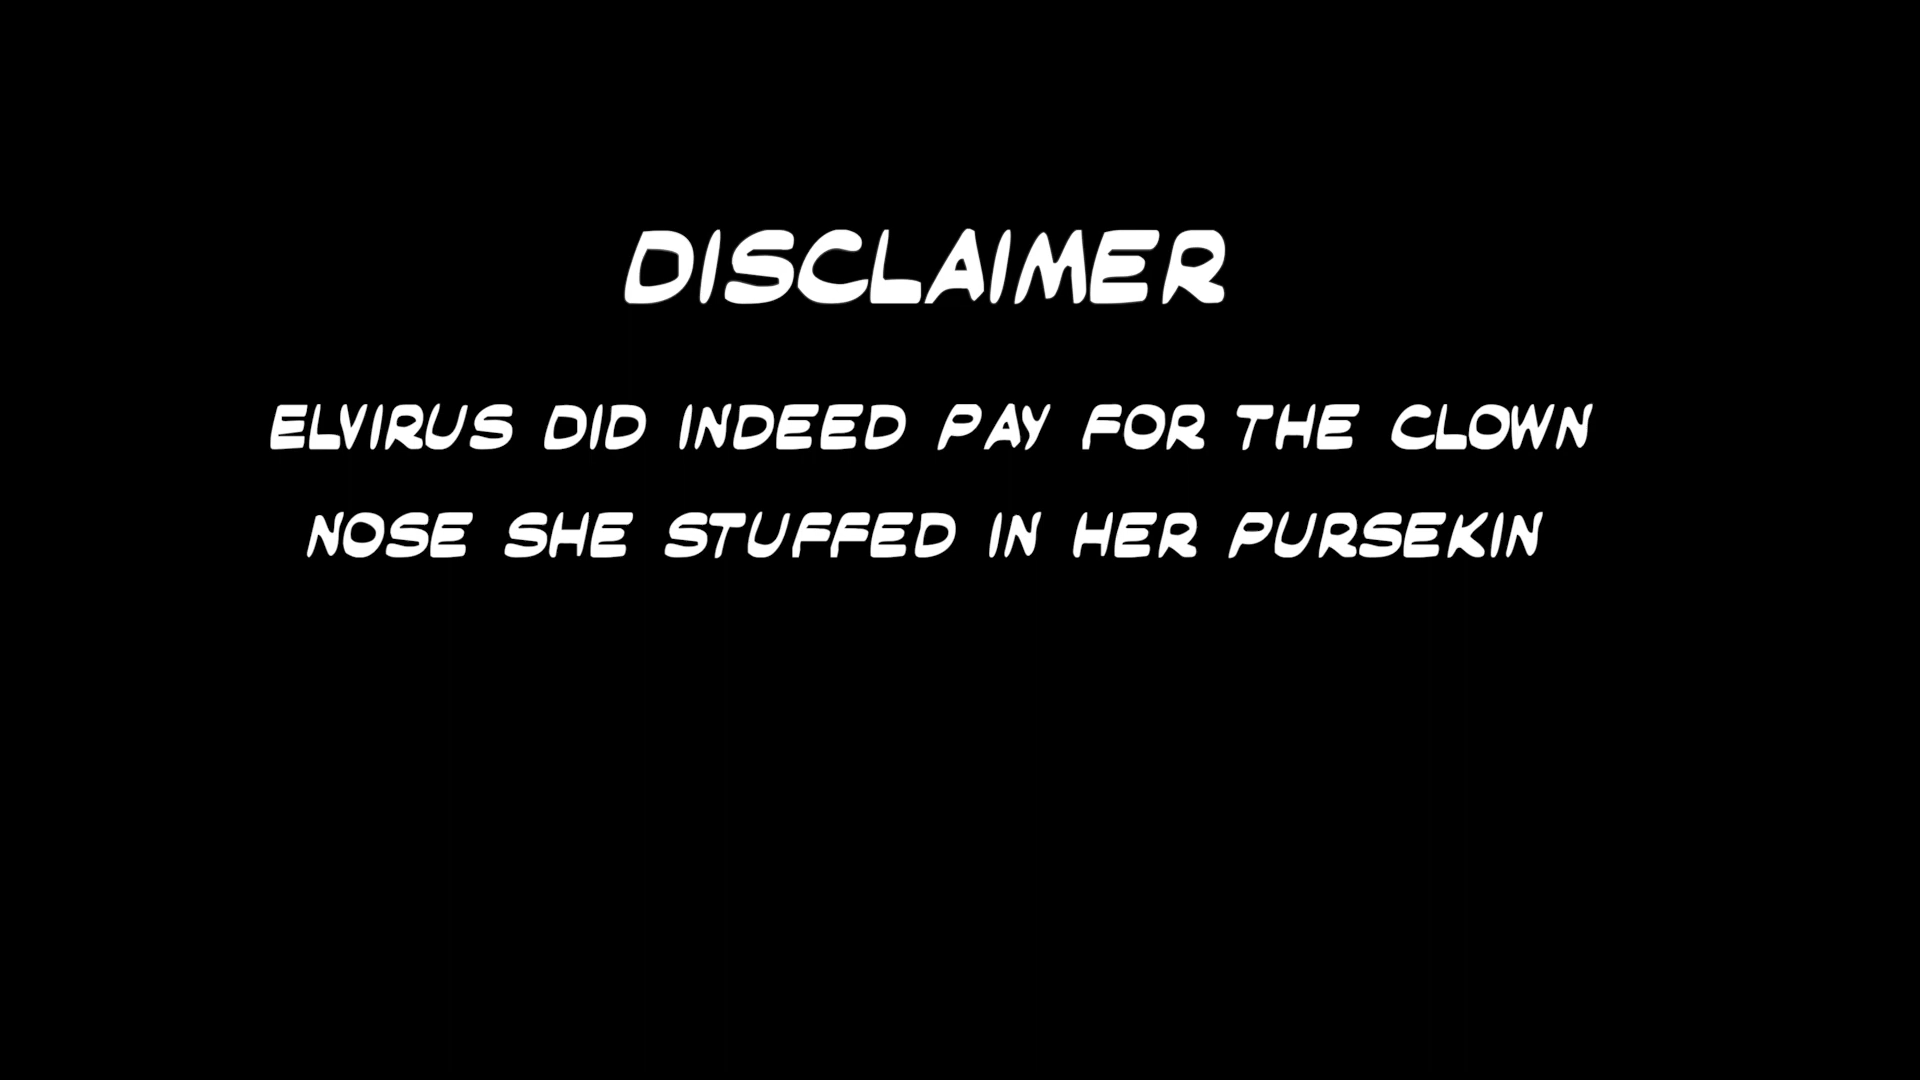 DISCLAIMER
ELVIRUS DID INDEED PAY FOR THE CLOWN
NOSE SHE STUFFED IN HER PURSEKIN